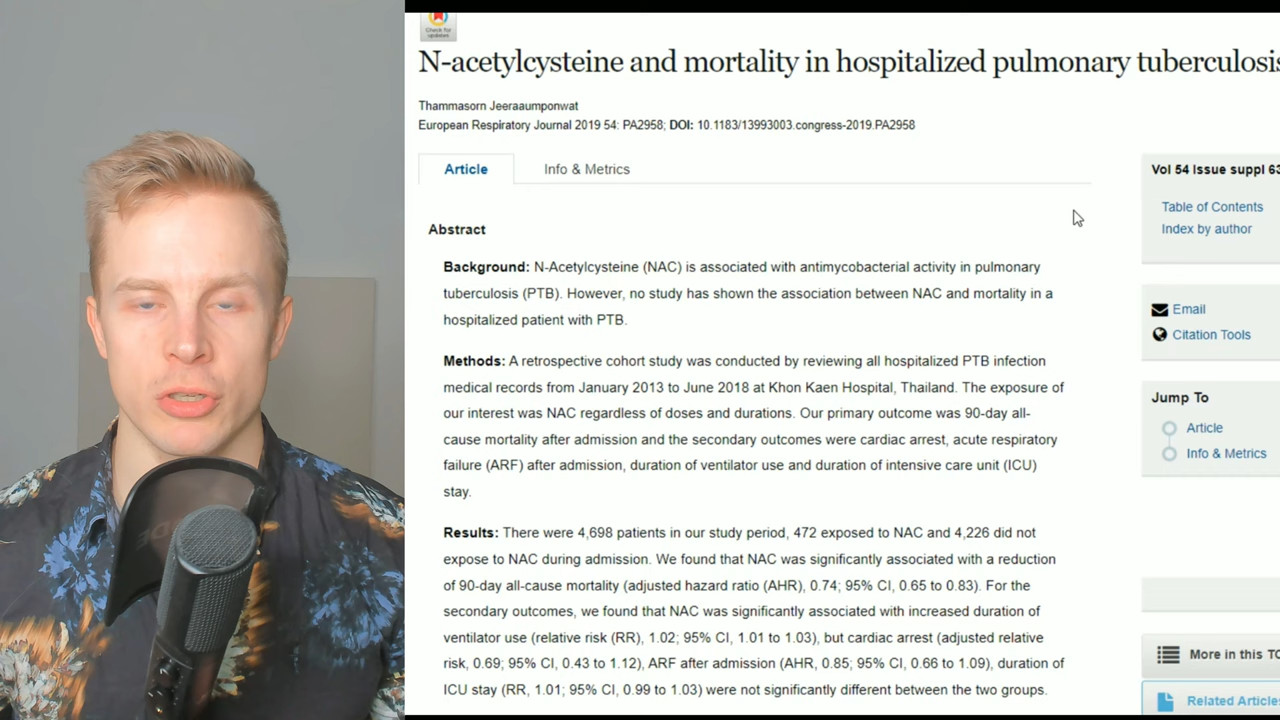 Check for
updates
N-acetylcysteine and mortality in hospitalized pulmonary tuberculosis
Thammasorn Jeeraaumponwat
European Respiratory Journal 2019 54: PA2958; DOI: 10.1183/13993003.congress-2019.PA2958
Article
Info & Metrics
Abstract
Background: N-Acetylcysteine (NAC) is associated with antimycobacterial activity in pulmonary
tuberculosis (PTB). However, no study has shown the association between NAC and mortality in a
hospitalized patient with PTB.
Methods: A retrospective cohort study was conducted by reviewing all hospitalized PTB infection
medical records from January 2013 to June 2018 at Khon Kaen Hospital, Thailand. The exposure of
our interest was NAC regardless of doses and durations. Our primary outcome was 90-day all-
cause mortality after admission and the secondary outcomes were cardiac arrest, acute respiratory
failure (ARF) after admission, duration of ventilator use and duration of intensive care unit (ICU)
stay.
Results: There were 4,698 patients in our study period, 472 exposed to NAC and 4,226 did not
expose to NAC during admission. We found that NAC was significantly associated with a reduction
of 90-day all-cause mortality (adjusted hazard ratio (AHR), 0.74; 95% CI, 0.65 to 0.83). For the
secondary outcomes, we found that NAC was significantly associated with increased duration of
ventilator use (relative risk (RR), 1.02; 95% CI, 1.01 to 1.03), but cardiac arrest (adjusted relative
risk, 0.69; 95% CI, 0.43 to 1.12), ARF after admission (AHR, 0.85; 95% CI, 0.66 to 1.09), duration of
ICU stay (RR, 1.01; 95% CI, 0.99 to 1.03) were not significantly different between the two groups.
Vol 54 Issue suppl 63
Table of Contents
Index by author
Email
Citation Tools
Jump To
Article
Info & Metrics
More in this TO
Related Article